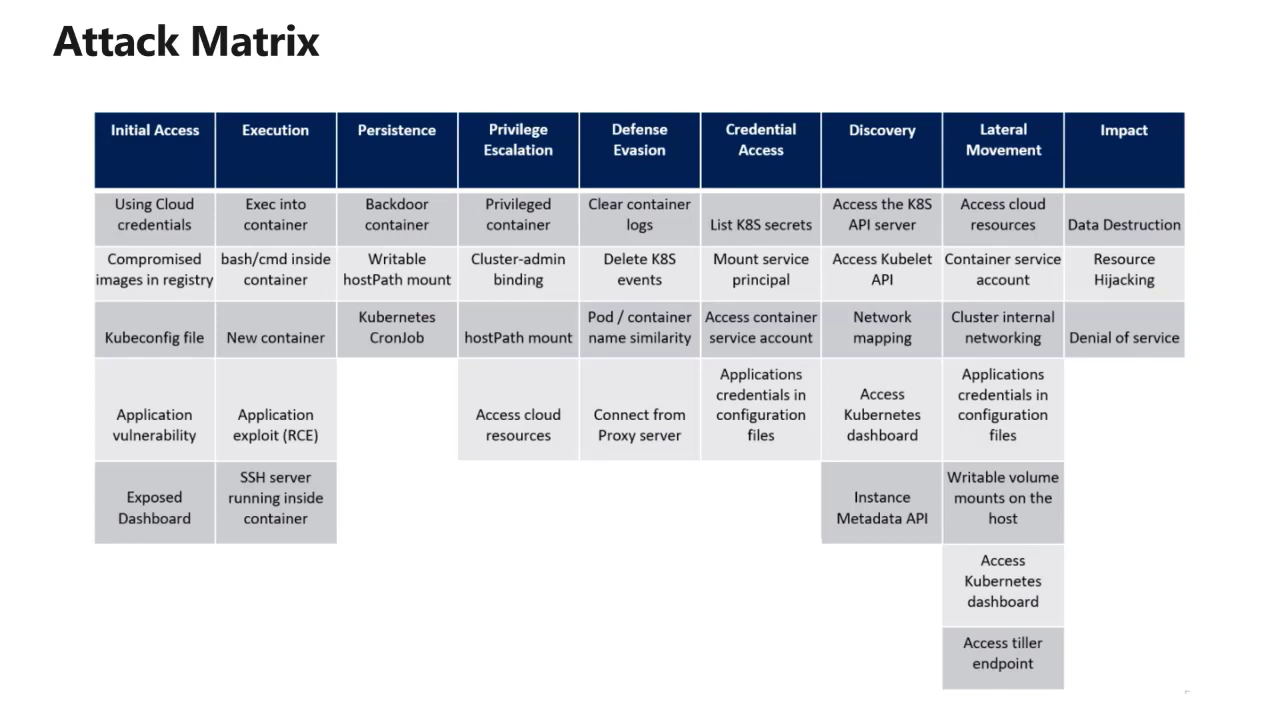 Attack Matrix
Initial Access
Execution
Persistence
Privilege
Escalation
Defense
Evasion
Credential
Access
Discovery
Lateral
Movement
Impact
Using Cloud
credentials
Exec into
container
Backdoor
container
Privileged
container
Clear container
logs
List K8S secrets
Access the K8S
API server
Access cloud
resources
Data Destruction
Compromised
images in registry
bash/cmd inside
container
Writable
hostPath mount
Cluster-admin
binding
Delete K8S
events
Mount service
principal
Access Kubelet
API
Container service
account
Resource
Hijacking
Kubeconfig file
New container
Kubernetes
CronJob
hostPath mount
Pod / container
name similarity
Access container
service account
Network
mapping
Cluster internal
networking
Denial of service
Application
vulnerability
Application
exploit (RCE)
Access cloud
resources
Connect from
Proxy server
Applications
credentials in
configuration
files
Access
Kubernetes
dashboard
Applications
credentials in
configuration
files
Exposed
Dashboard
SSH server
running inside
container
Instance
Metadata API
Writable volume
mounts on the
host
Access
Kubernetes
dashboard
Access tiller
endpoint